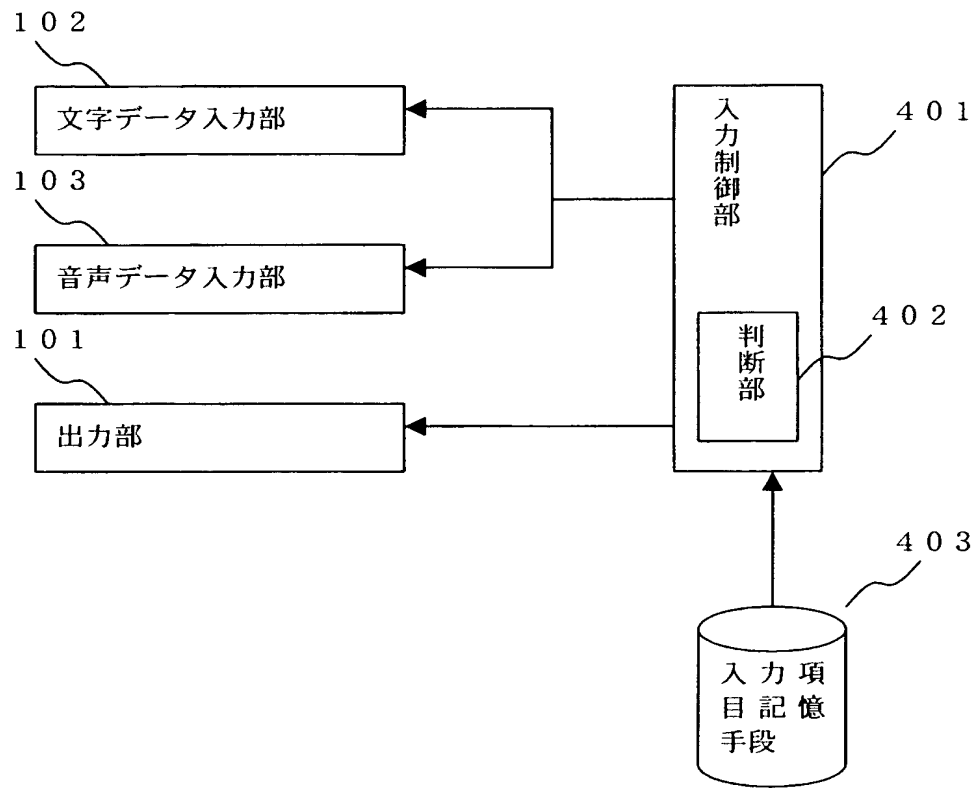 １０２
文字データ入力部
１０３
音声データ入力部
１０１
出力部
入力制御部
４０１
判断部
４０２
４０３
入力項
目記憶
手段